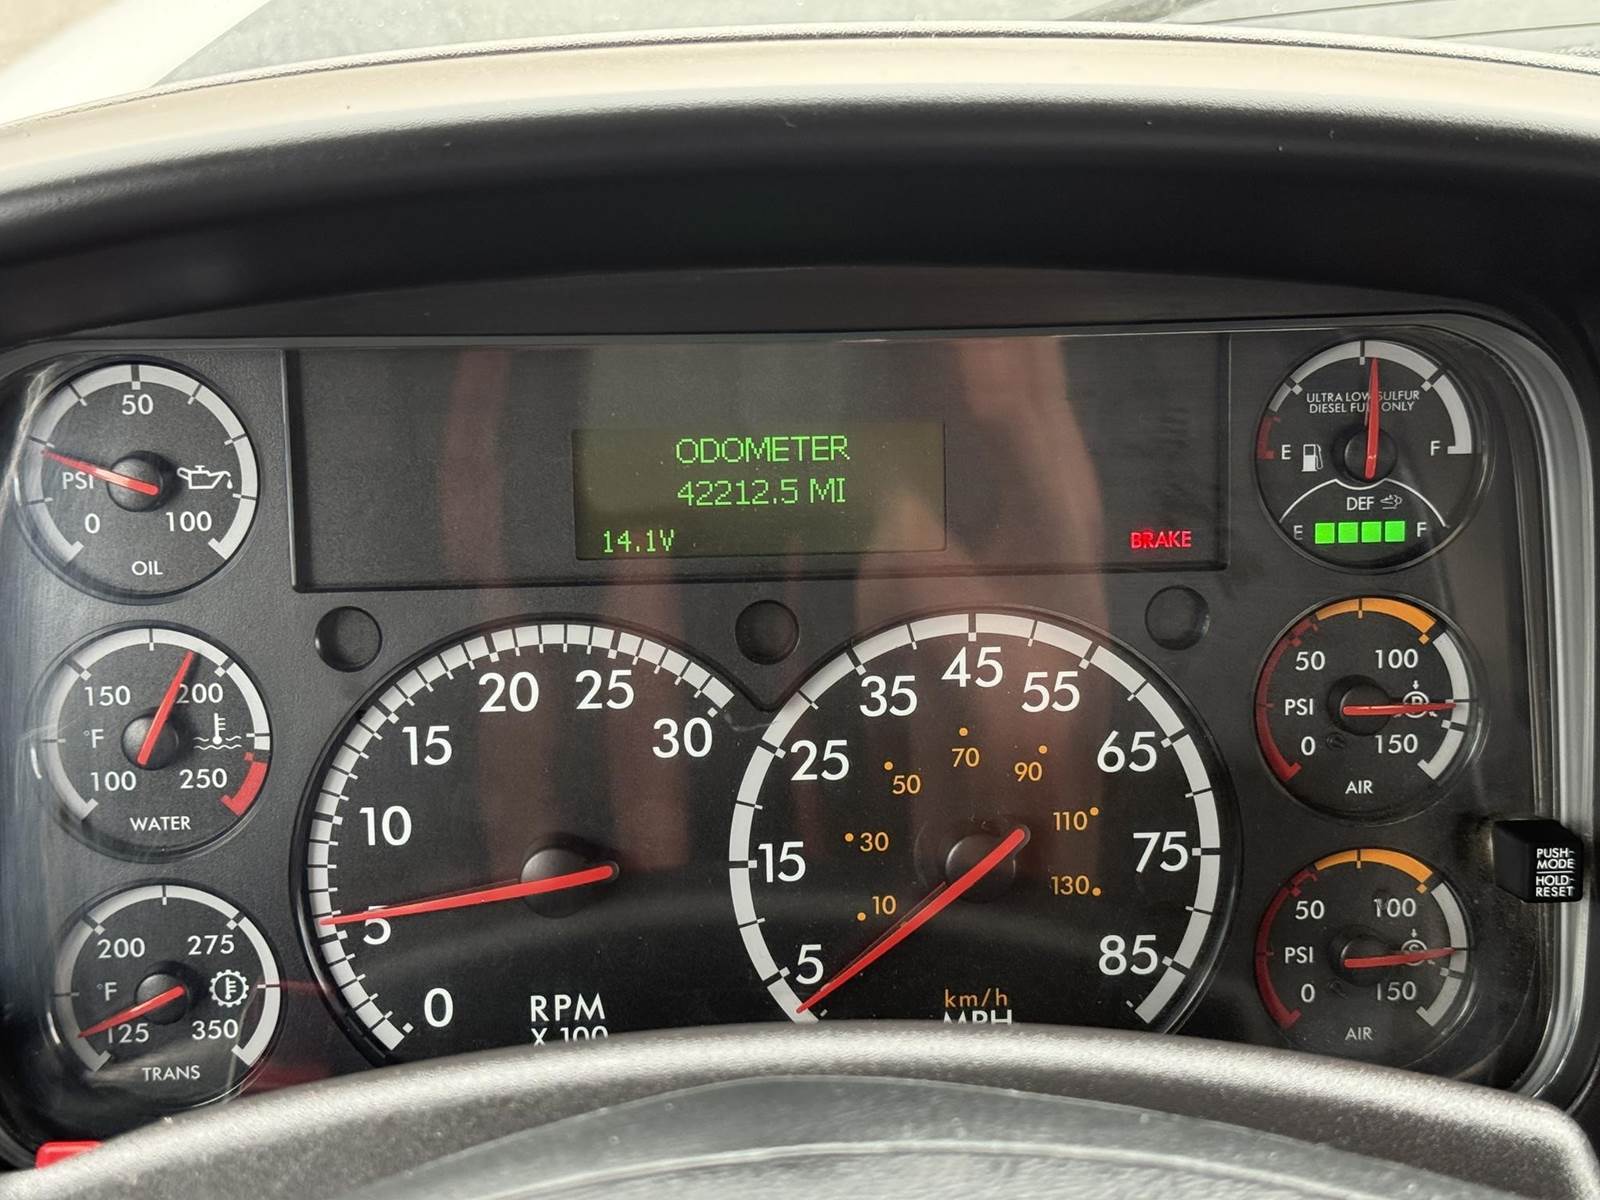 ODOMETER
42212.5 MI
14.1V
BRAKE
50
PSI
0
100
OIL
150
200
°F
100
250
WATER
200
275
°F
125
350
TRANS
0
5
10
15
20
25
30
RPM
X 100
5
15
25
35
45
55
65
75
85
10
30
50
70
90
110
130
km/h
MPH
ULTRA LOW SULFUR
DIESEL FUEL ONLY
E
F
DEF
E
F
50
100
PSI
P
0
150
AIR
50
100
PSI
S
0
150
AIR
PUSH-
MODE
HOLD-
RESET